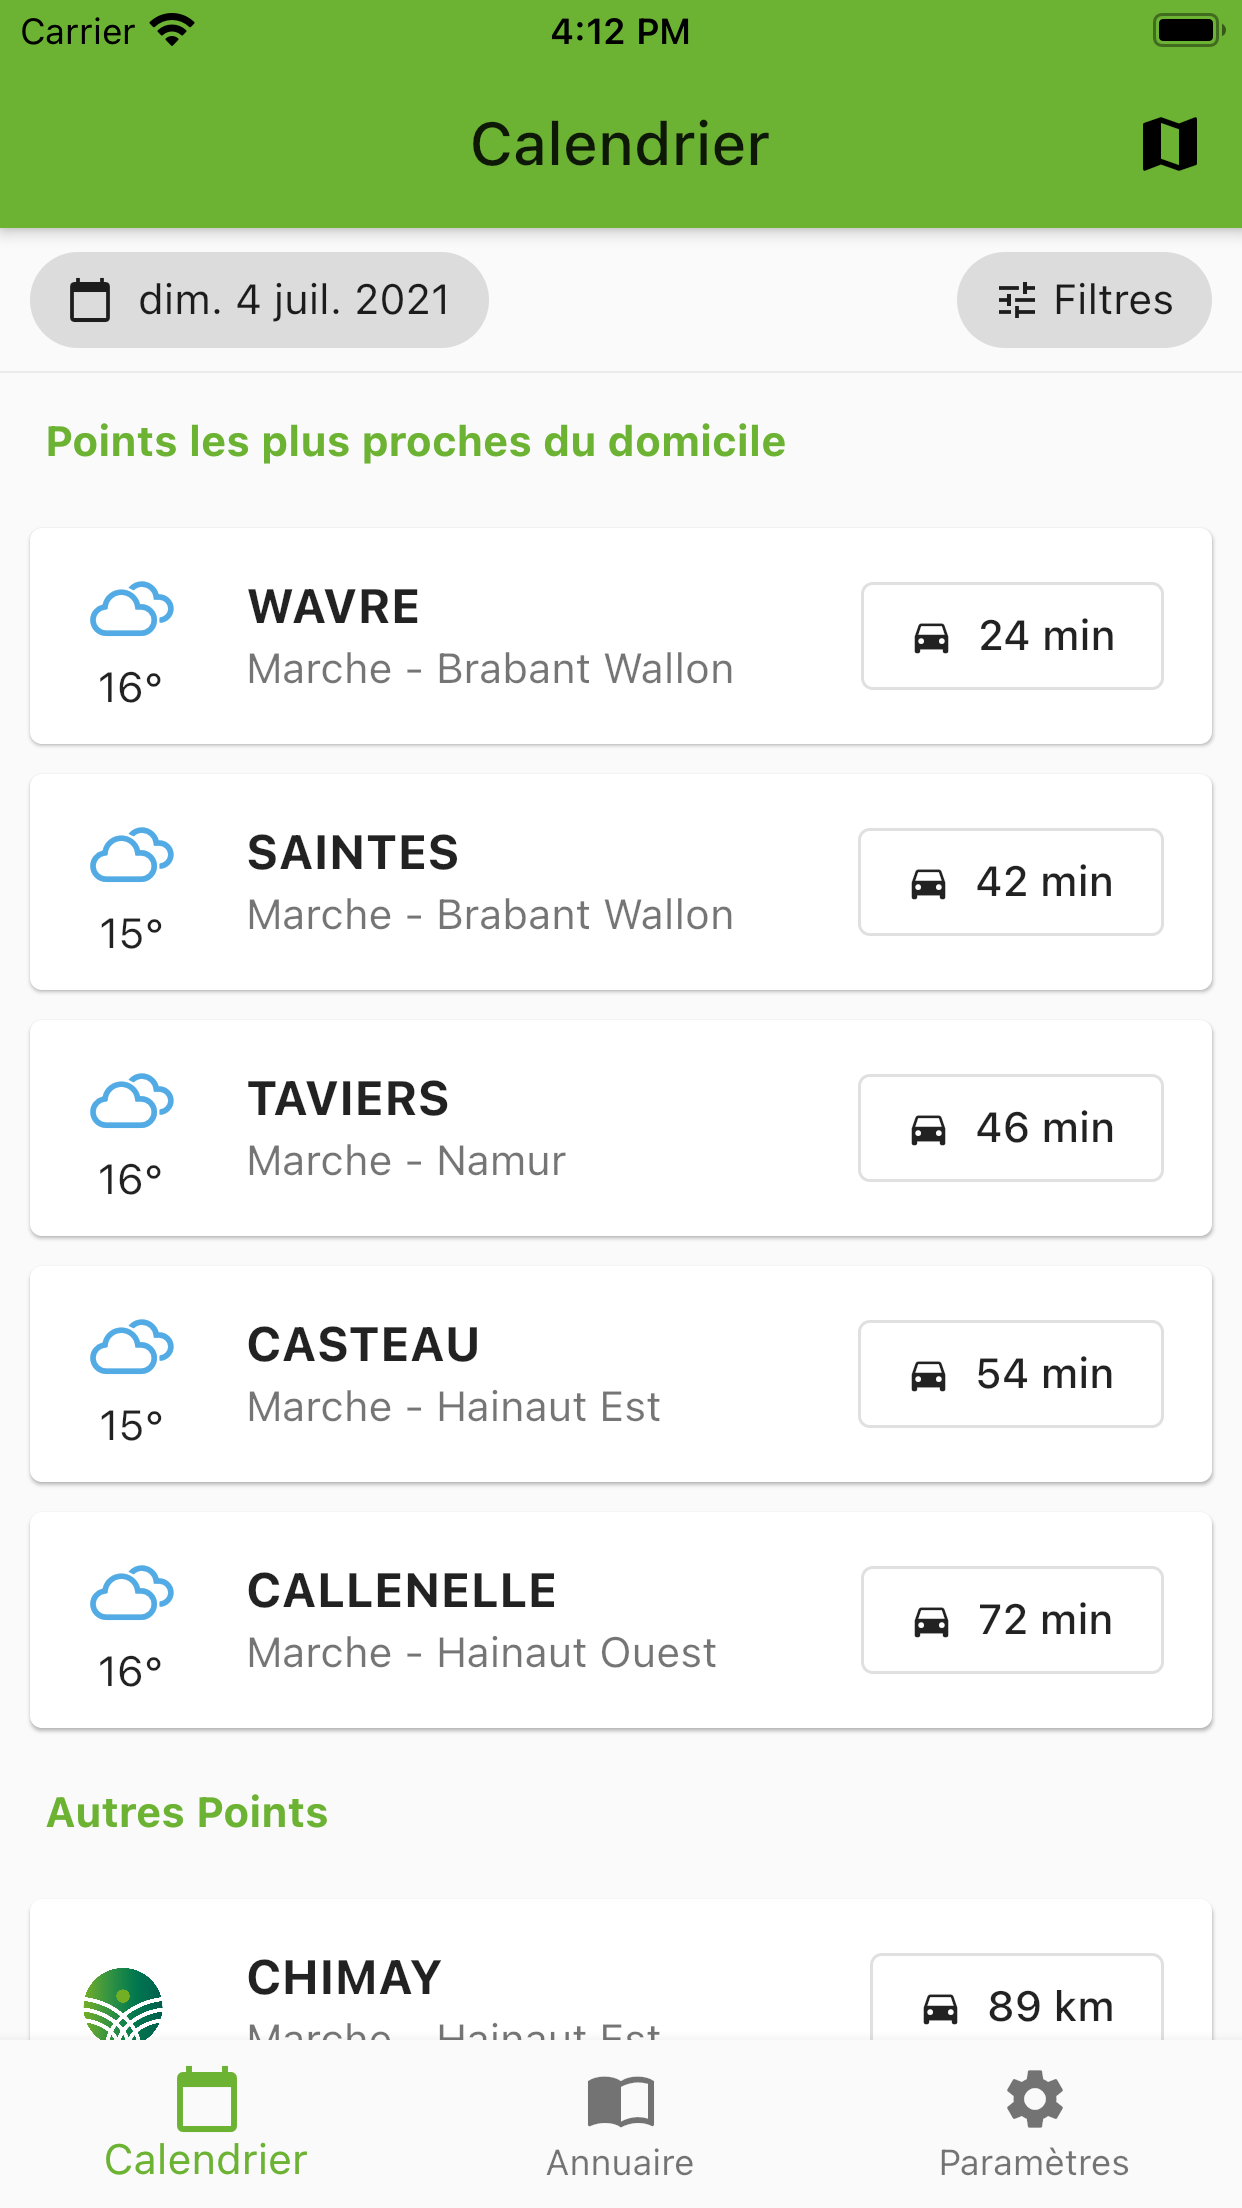 Carrier 4:12 PM
Calendrier
dim. 4 juil. 2021 Filtres
Points les plus proches du domicile
WAVRE
Marche - Brabant Wallon
24 min
16°
SAINTES
Marche - Brabant Wallon
42 min
15°
TAVIERS
Marche - Namur
46 min
16°
CASTEAU
Marche - Hainaut Est
54 min
15°
CALLENELLE
Marche - Hainaut Ouest
72 min
16°
Autres Points
CHIMAY
89 km
Marche - Hainaut Est
Calendrier Annuaire Paramètres